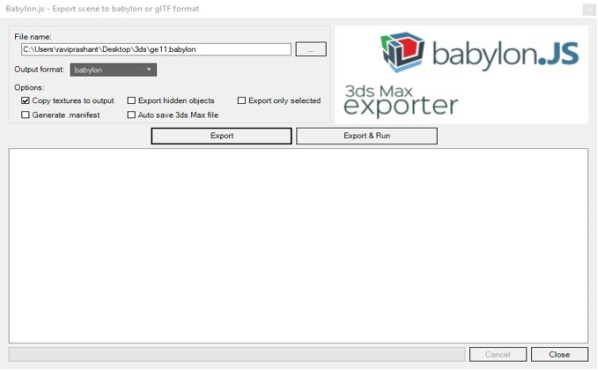 Babylon.js - Export scene to babylon or glTF format
File name:
C:\Users\raviprashant\Desktop\3ds\ge11.babylon
...
Output format: babylon
Options:
Copy textures to output Export hidden objects Export only selected
Generate .manifest Auto save 3ds Max file
babylon.JS
3ds Max
exporter
Export Export & Run
Cancel Close